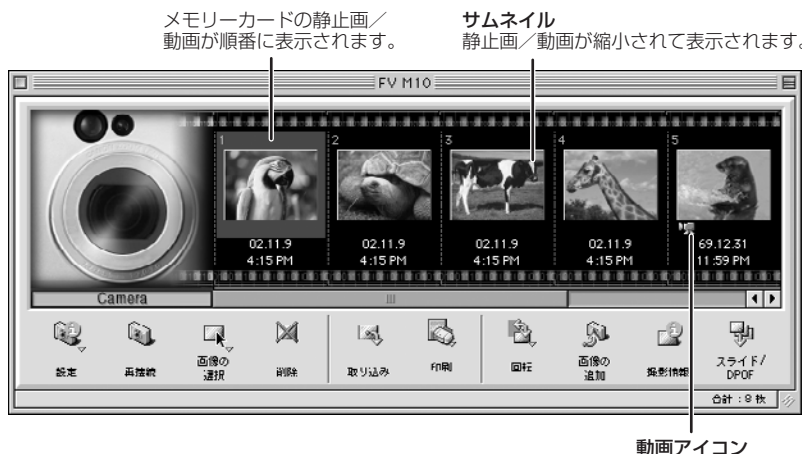 メモリーカードの静止画／
動画が順番に表示されます。
サムネイル
静止画／動画が縮小されて表示されます。
FV M10
1
2
3
4
5
02.11.9
4:15 PM
02.11.9
4:15 PM
02.11.9
4:15 PM
02.11.9
4:15 PM
69.12.31
11:59 PM
Camera
設定
再接続
画像の
選択
削除
取り込み
印刷
回転
画像の
追加
撮影情報
スライド/
DPOF
合計：9 枚
動画アイコン